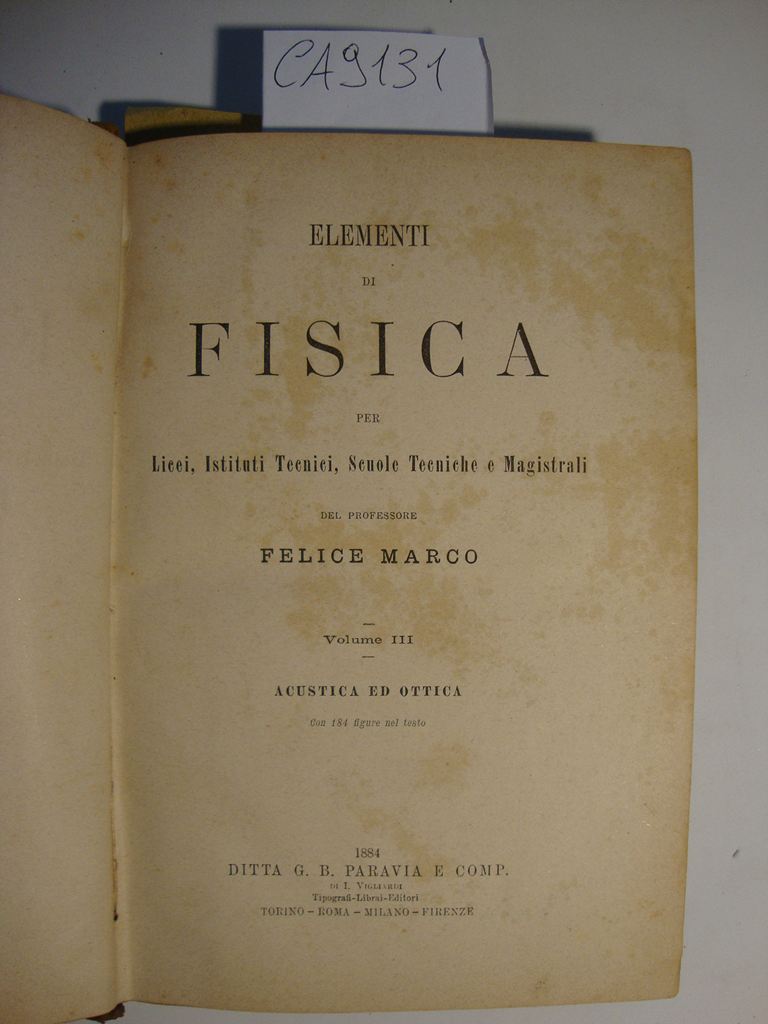 CA9131
ELEMENTI
DI
FISICA
PER
Licei, Istituti Tecnici, Scuole Tecniche e Magistrali
DEL PROFESSORE
FELICE MARCO
Volume III
ACUSTICA ED OTTICA
Con 184 figure nel testo
1884
DITTA G. B. PARAVIA E COMP.
DI I. VIGLIARDI
Tipografi-Librai-Editori
TORINO – ROMA – MILANO – FIRENZE